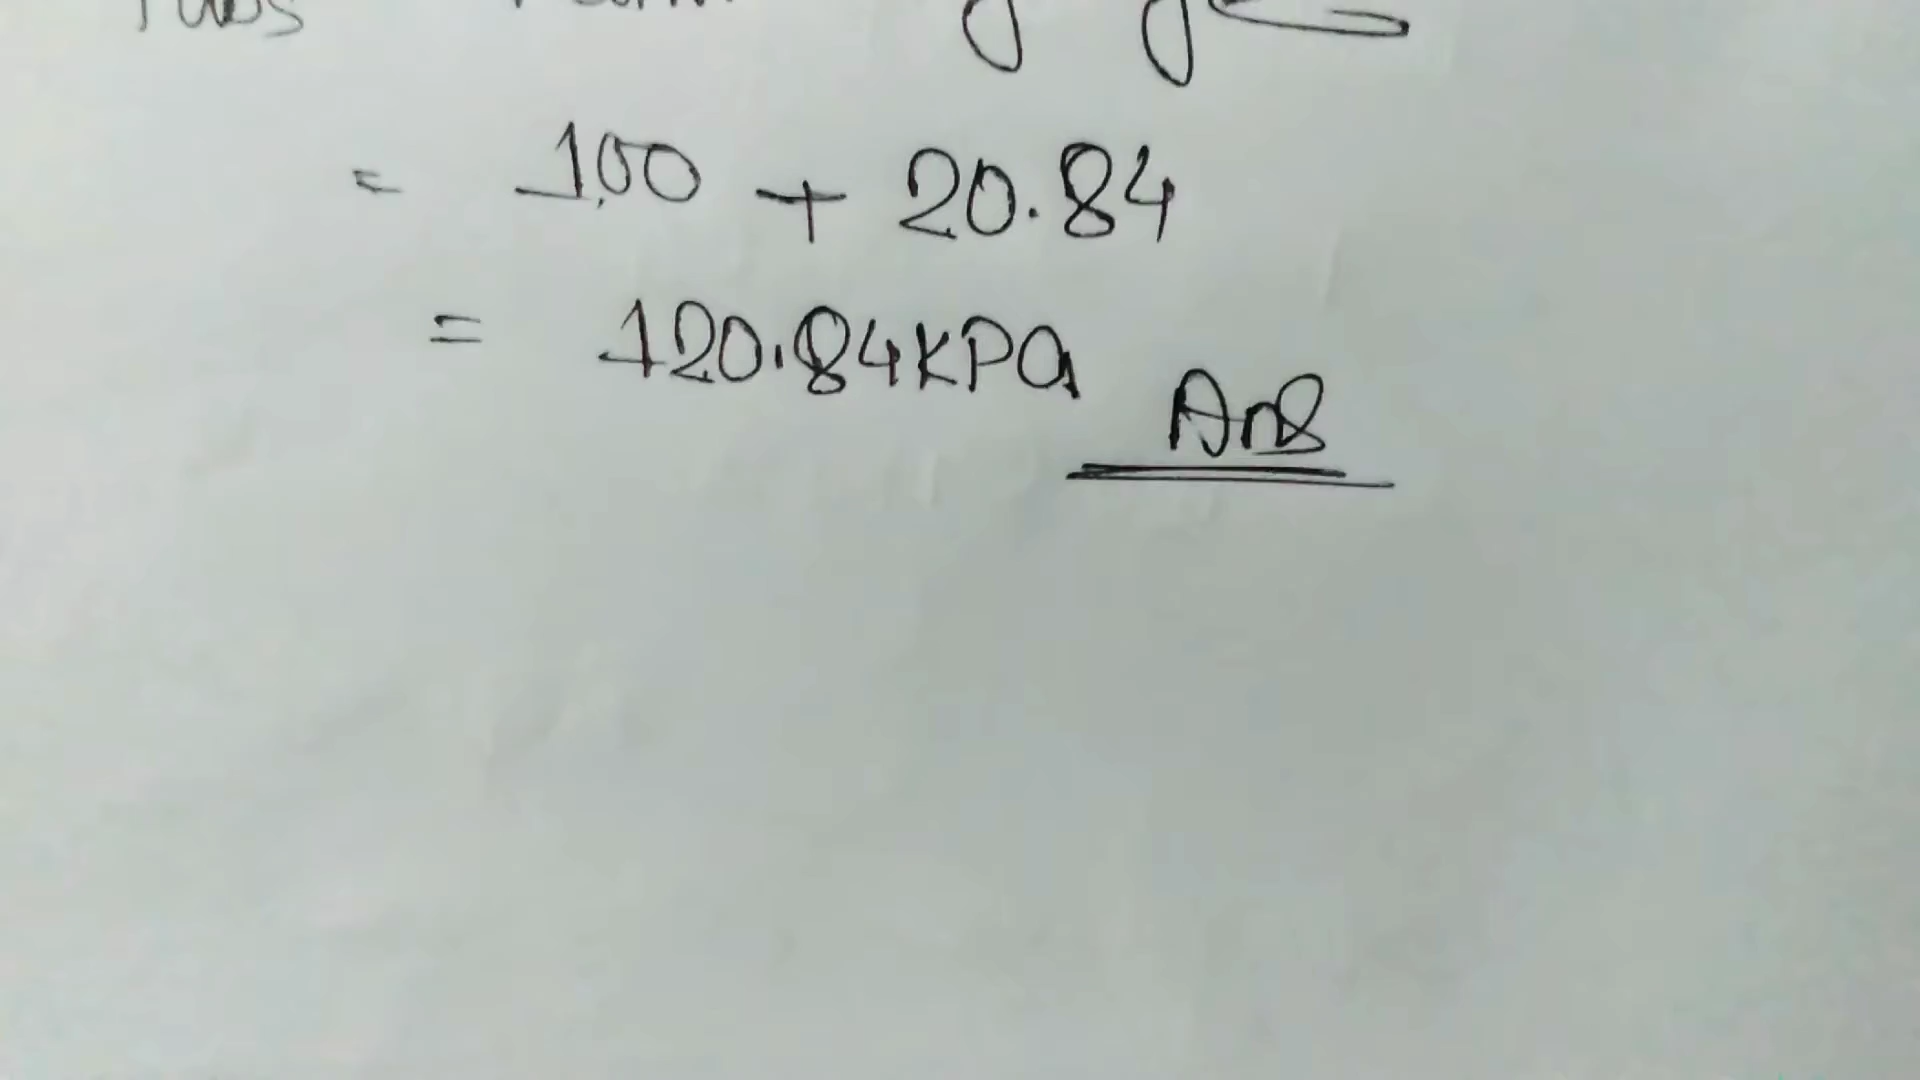 = 100 + 20.84
= 120.84kPa
Ans